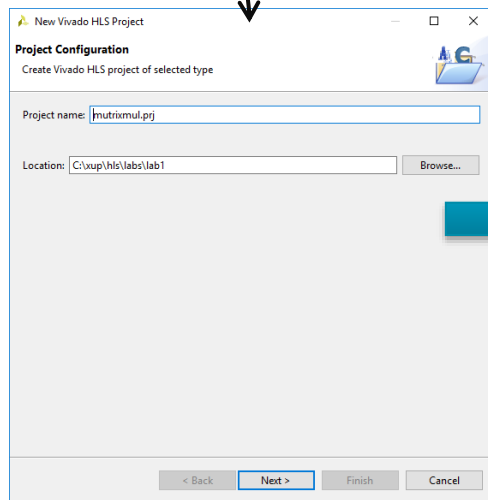 New Vivado HLS Project
Project Configuration
Create Vivado HLS project of selected type
Project name: mutrixmul.prj
Location: C:\xup\hls\labs\lab1 Browse...
< Back Next > Finish Cancel